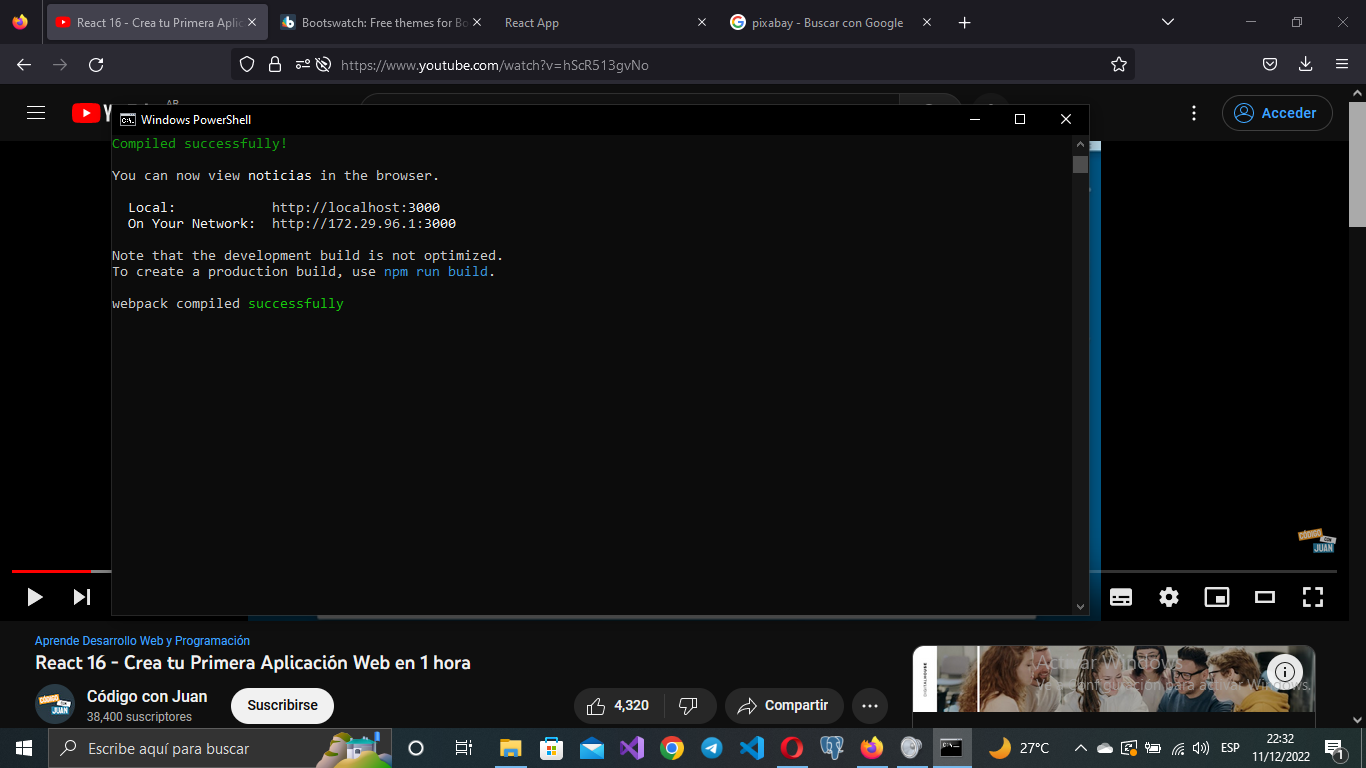 React 16 - Crea tu Primera Aplic
Bootswatch: Free themes for Bo
React App
pixabay - Buscar con Google
https://www.youtube.com/watch?v=hScR513gvNo
AR
Acceder
Windows PowerShell
Compiled successfully!
You can now view noticias in the browser.
Local: http://localhost:3000
On Your Network: http://172.29.96.1:3000
Note that the development build is not optimized.
To create a production build, use npm run build.
webpack compiled successfully
CÓDIGO CON JUAN
Aprende Desarrollo Web y Programación
React 16 - Crea tu Primera Aplicación Web en 1 hora
Código con Juan
38,400 suscriptores
Suscribirse
4,320
Compartir
DIGITALHOUSE
Activar Windows
Ve a Configuración para activar Windows.
Escribe aquí para buscar
27°C
ESP
22:32
11/12/2022
1